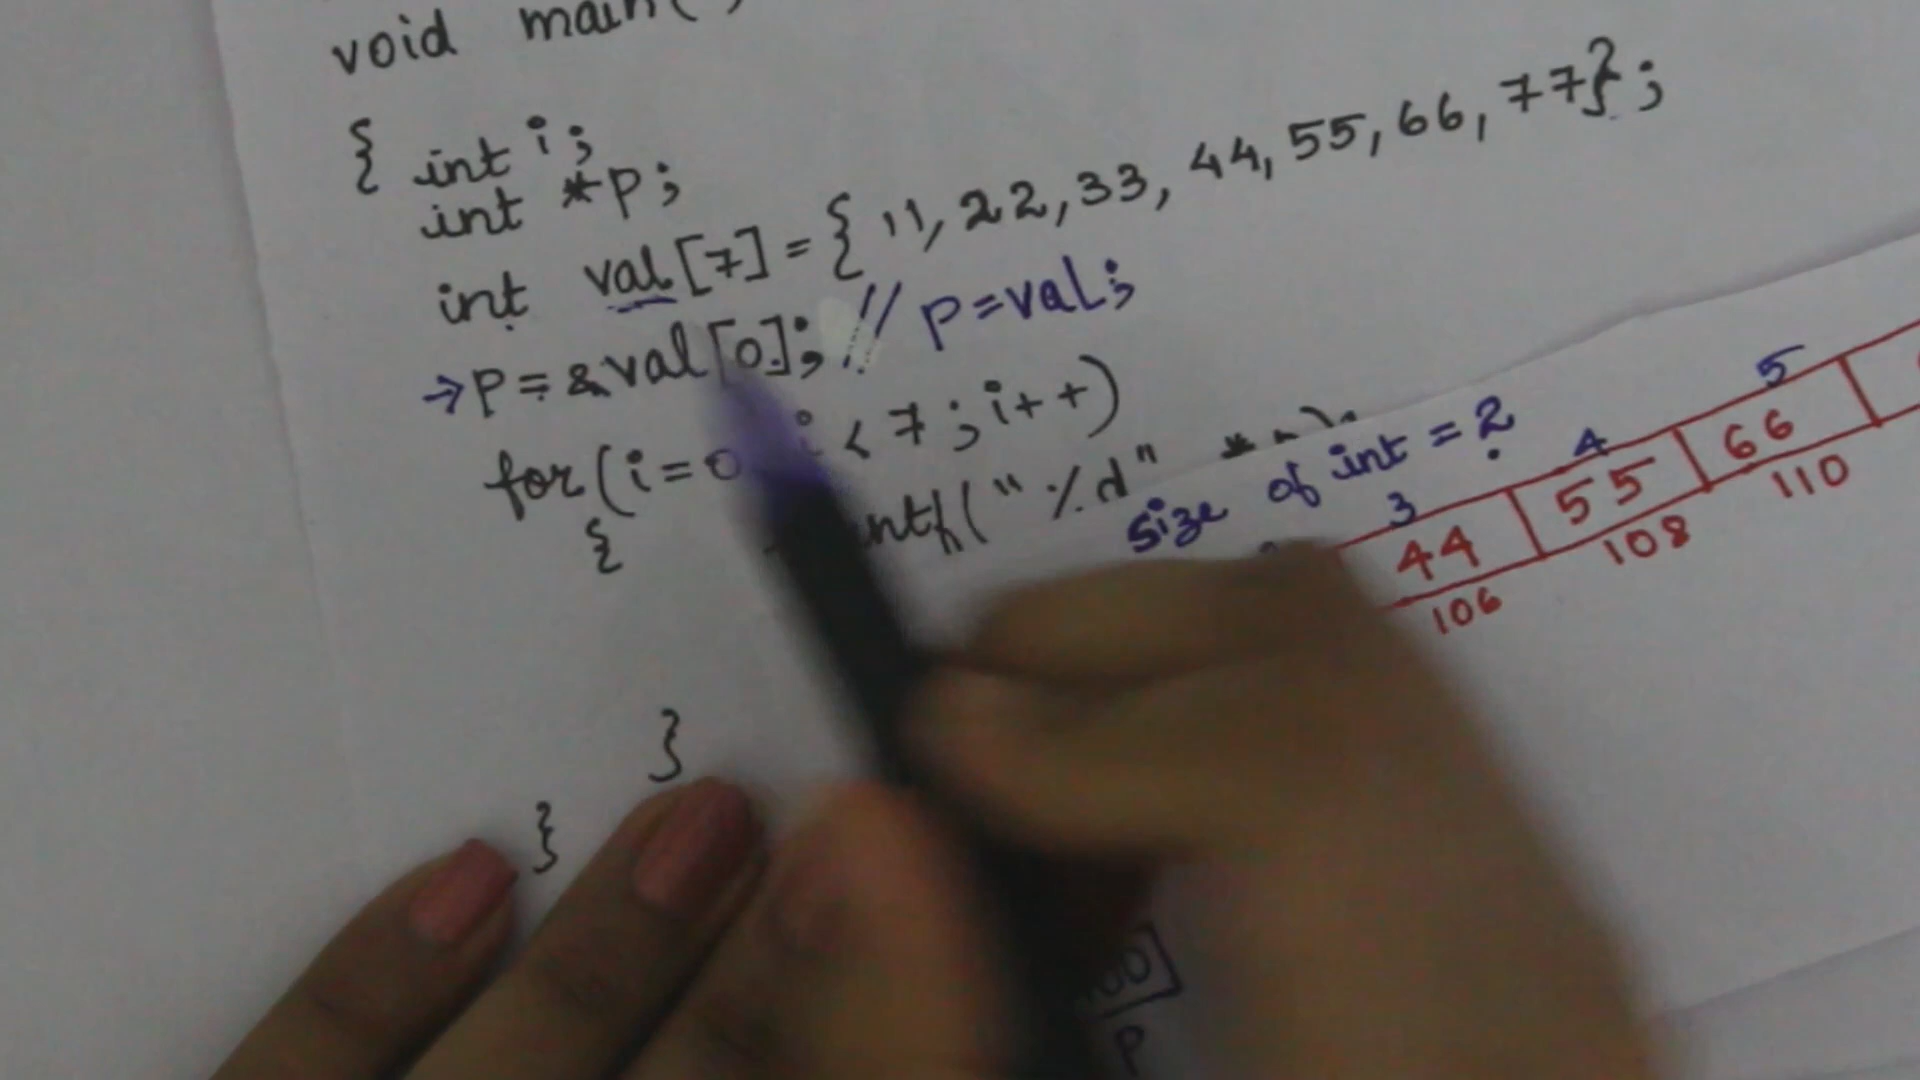 void main(
{ int i;
int *p;
int val[7] = { 11, 22, 33, 44, 55, 66, 77};
→ p = &val[0]; // p=val;
for(i=0 i < 7 ; i++)
{ intf( "%d"
}
}
size of int = 2
3 4 5
44 55 66
106 108 110
P